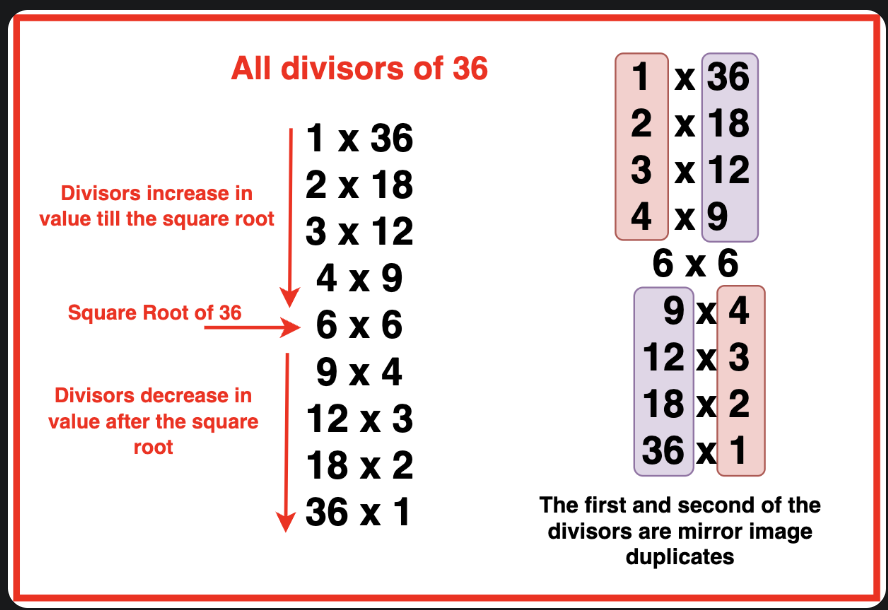 All divisors of 36
Divisors increase in
value till the square root
Square Root of 36
Divisors decrease in
value after the square
root
1 x 36
2 x 18
3 x 12
4 x 9
6 x 6
9 x 4
12 x 3
18 x 2
36 x 1
1 x 36
2 x 18
3 x 12
4 x 9
6 x 6
9 x 4
12 x 3
18 x 2
36 x 1
The first and second of the
divisors are mirror image
duplicates